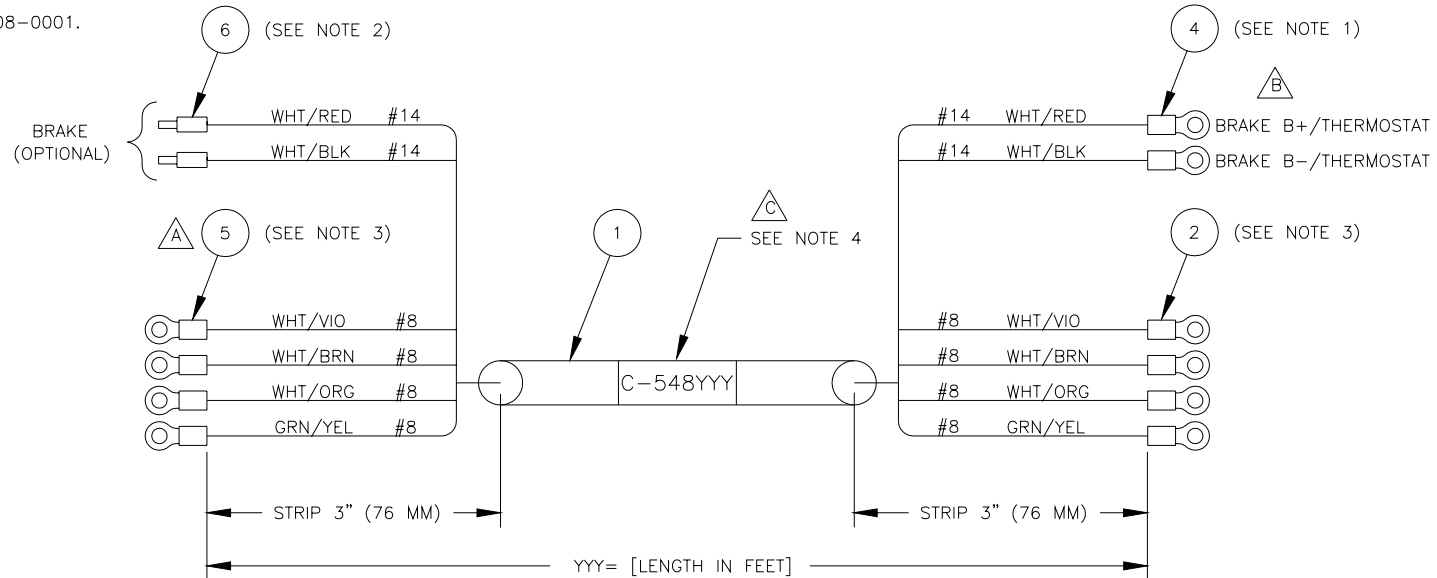 08-0001.
6 (SEE NOTE 2)
4 (SEE NOTE 1)
B
WHT/RED #14
#14 WHT/RED
BRAKE B+/THERMOSTAT
BRAKE
(OPTIONAL)
WHT/BLK #14
#14 WHT/BLK
BRAKE B-/THERMOSTAT
A 5 (SEE NOTE 3)
1
C
SEE NOTE 4
2 (SEE NOTE 3)
WHT/VIO #8
#8 WHT/VIO
WHT/BRN #8
#8 WHT/BRN
C-548YYY
WHT/ORG #8
#8 WHT/ORG
GRN/YEL #8
#8 GRN/YEL
STRIP 3" (76 MM)
STRIP 3" (76 MM)
YYY= [LENGTH IN FEET]